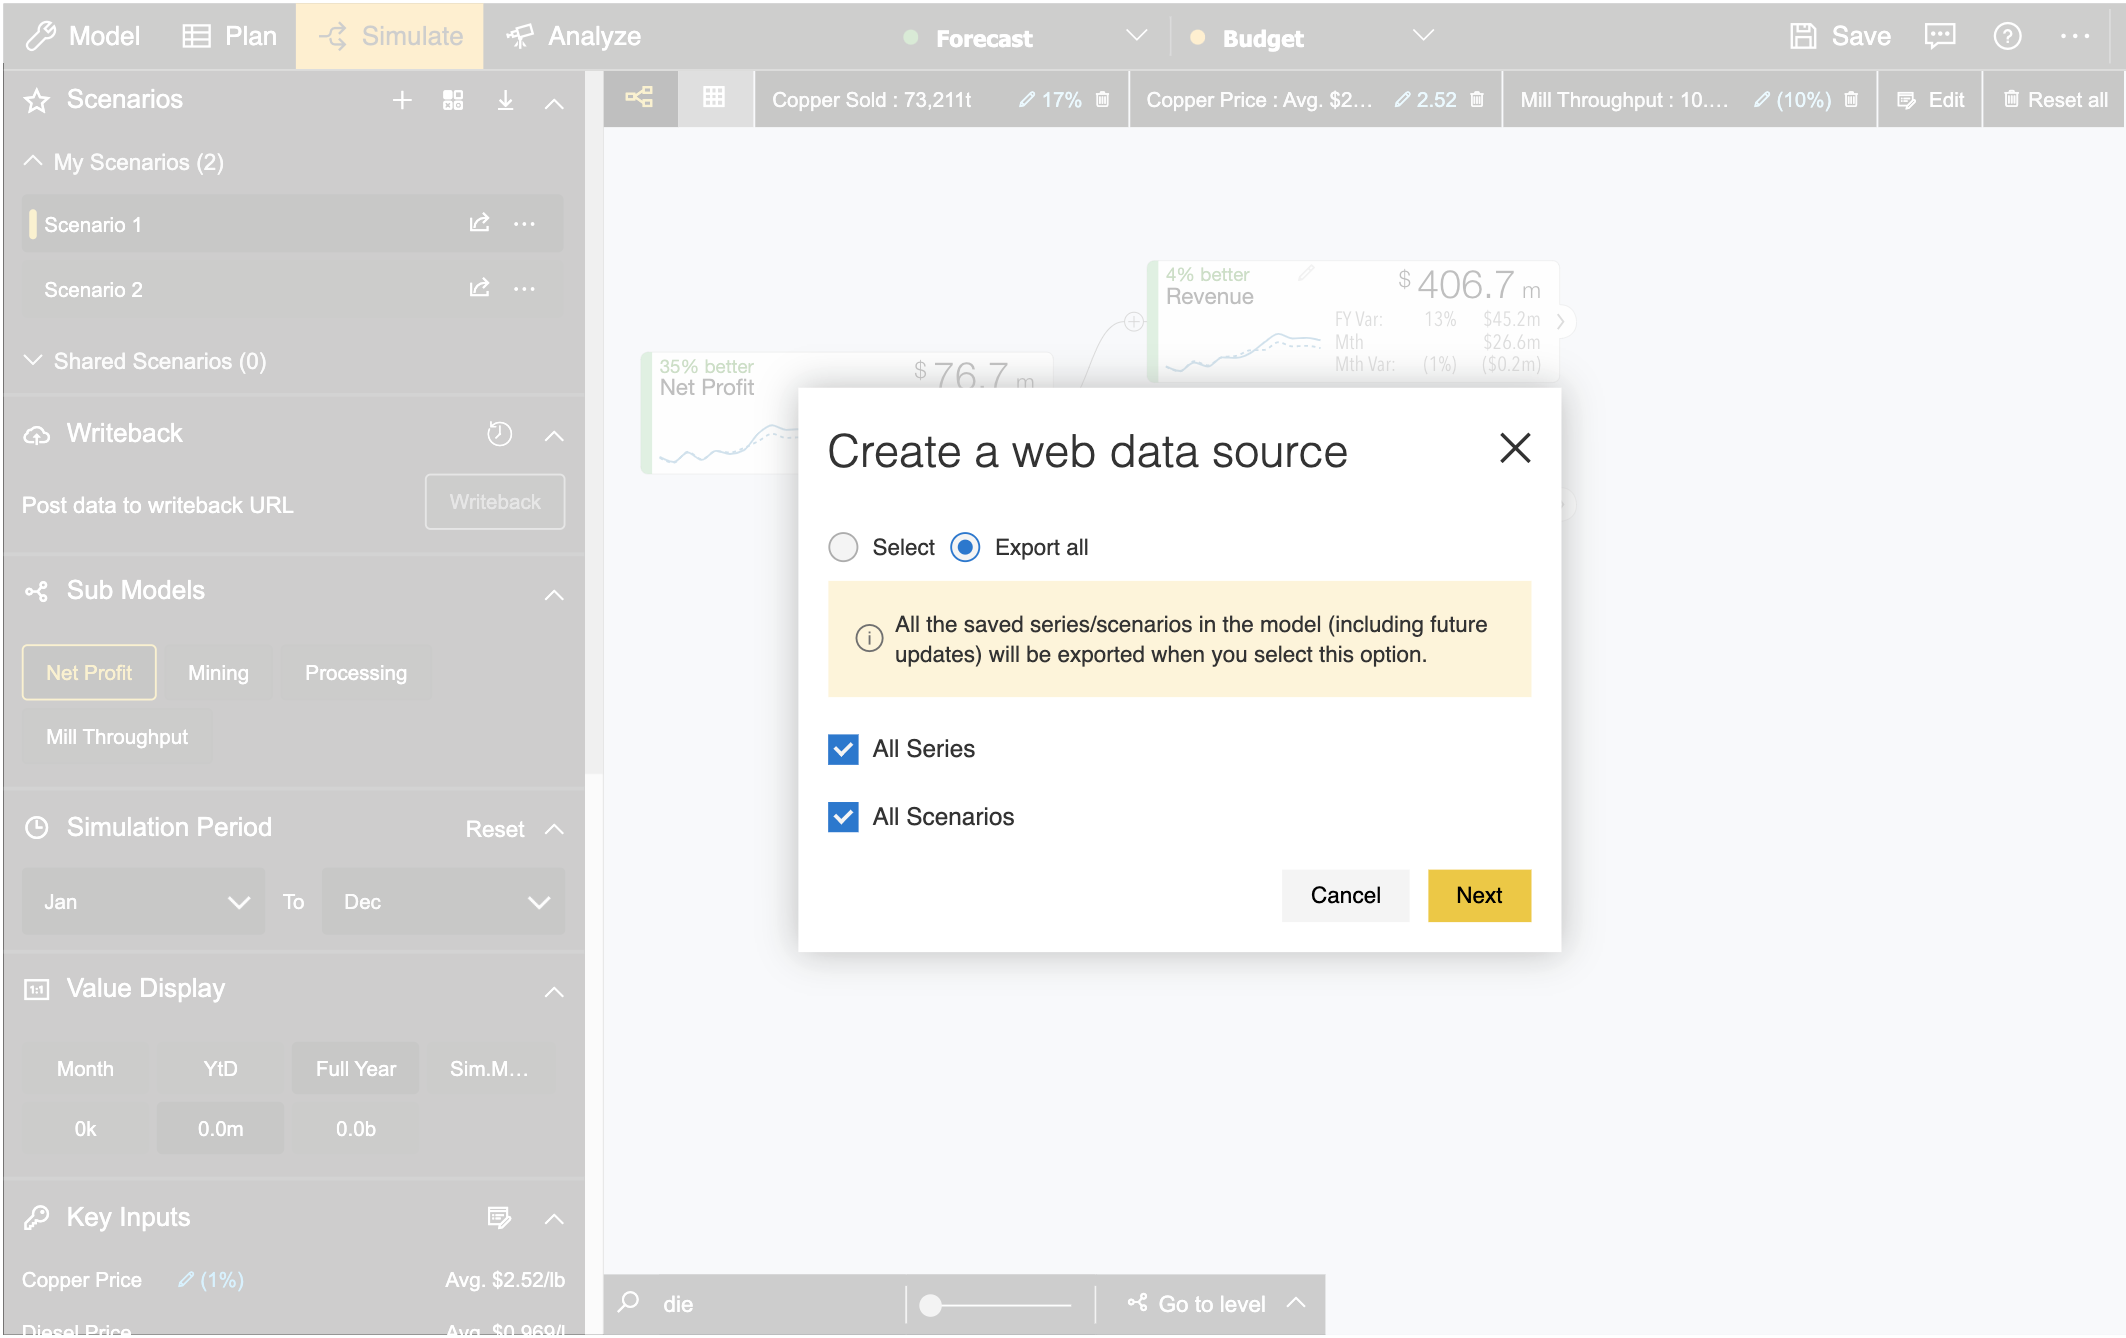 Model Plan Simulate Analyze Forecast Budget Save
Scenarios
Copper Sold : 73,211t 17% Copper Price : Avg. $2... 2.52 Mill Throughput : 10.... (10%) Edit Reset all
My Scenarios (2)
Scenario 1
Scenario 2
Shared Scenarios (0)
Writeback
Post data to writeback URL Writeback
Sub Models
Net Profit Mining Processing
Mill Throughput
Simulation Period Reset
Jan To Dec
Value Display
1:1
Month YtD Full Year Sim.M...
0k 0.0m 0.0b
Key Inputs
Copper Price (1%) Avg. $2.52/lb
Diesel Price Avg. $0.969/l
4% better
Revenue
$ 406.7 m
FY Var: 13% $45.2m
Mth $26.6m
Mth Var: (1%) ($0.2m)
35% better
Net Profit
$ 76.7 m
Create a web data source
Select Export all
All the saved series/scenarios in the model (including future
updates) will be exported when you select this option.
All Series
All Scenarios
Cancel Next
die Go to level